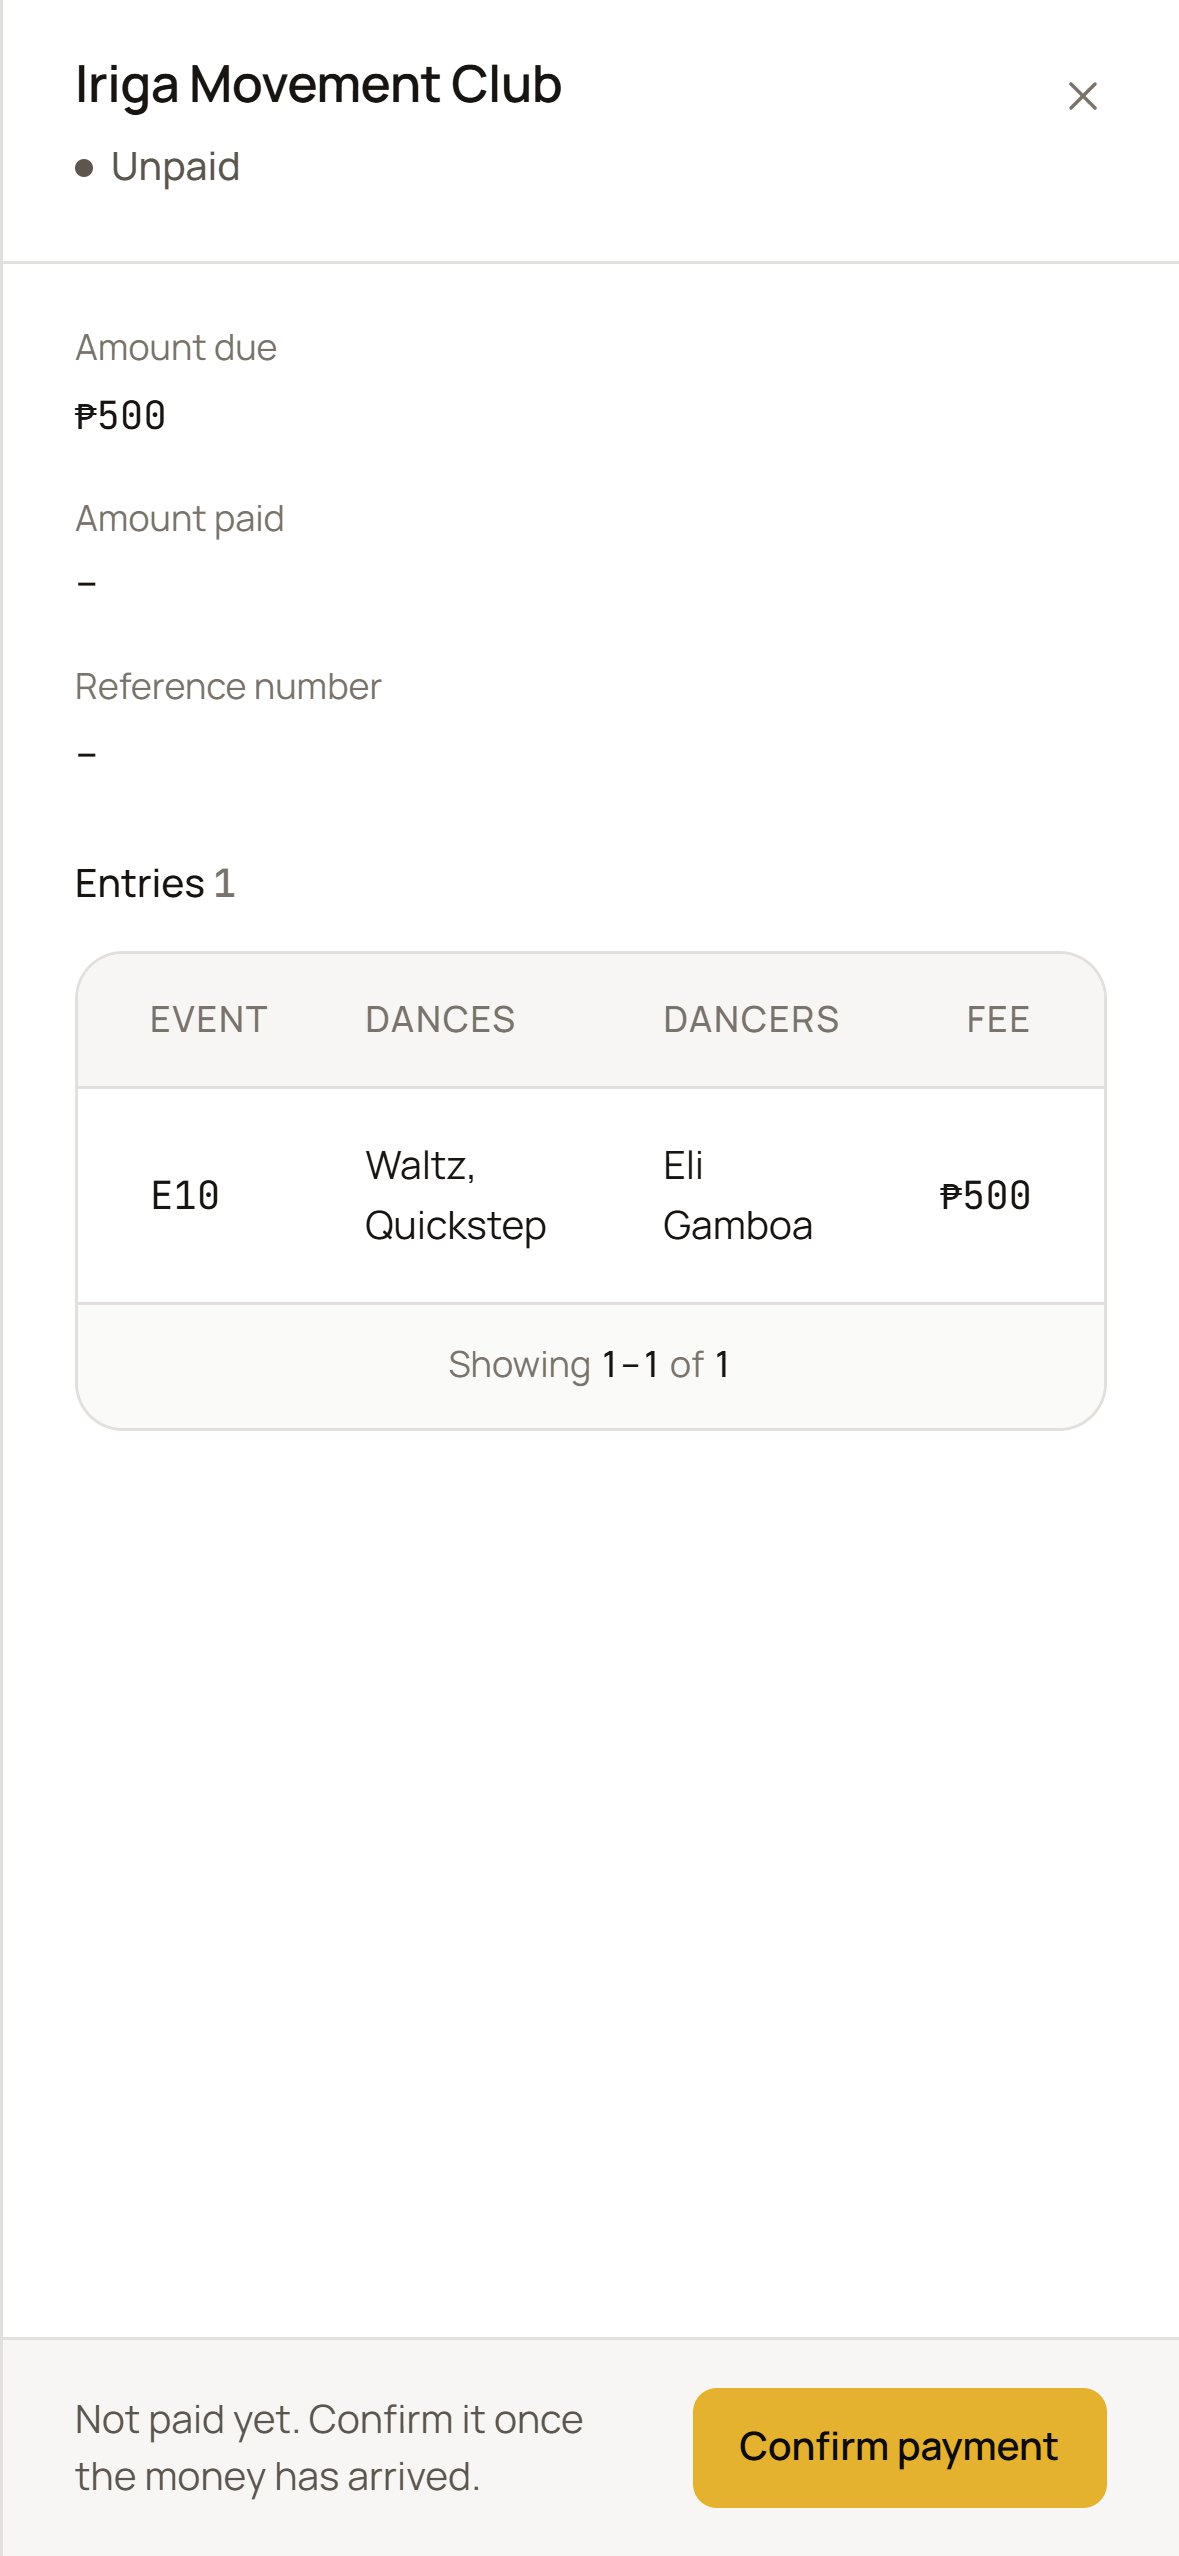 Iriga Movement Club
Unpaid
Amount due
₱500
Amount paid
–
Reference number
–
Entries 1
EVENT DANCES DANCERS FEE
E10 Waltz, Quickstep Eli Gamboa ₱500
Showing 1–1 of 1
Not paid yet. Confirm it once
the money has arrived.
Confirm payment